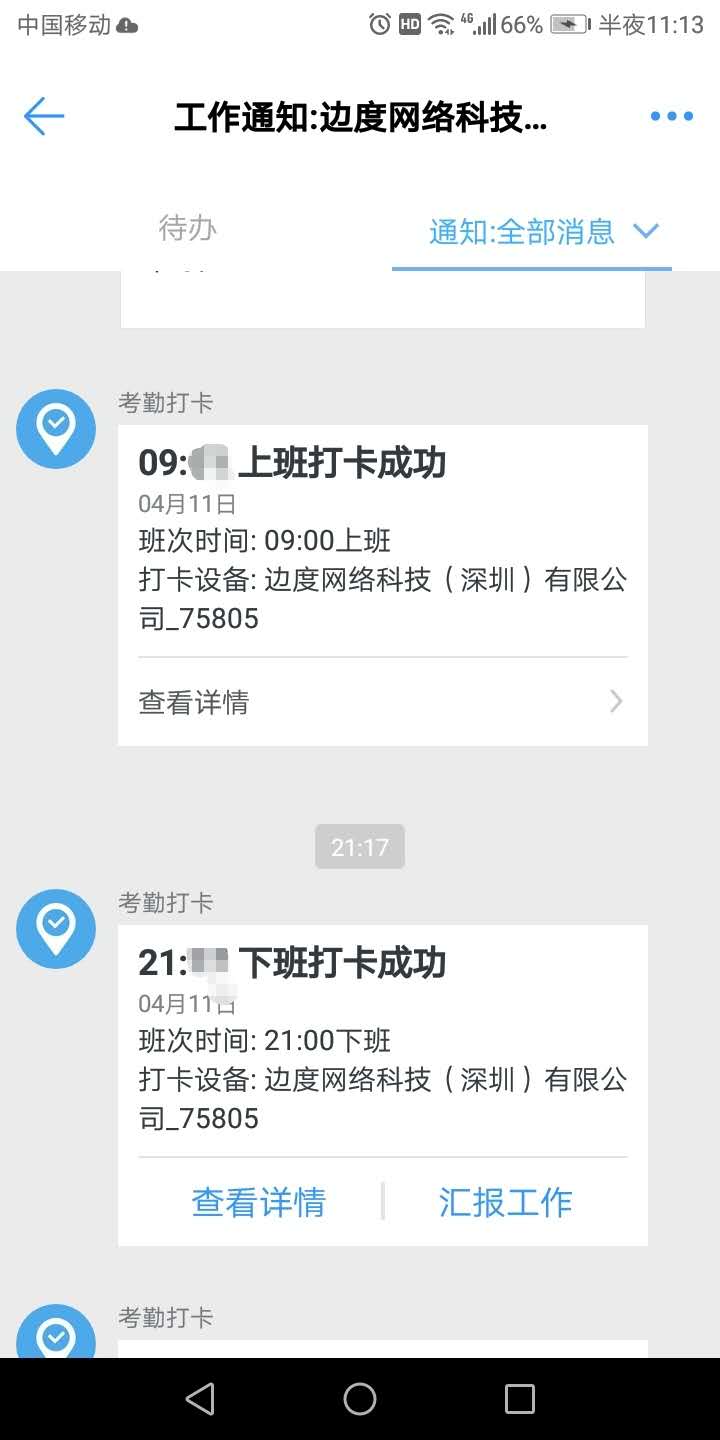 中国移动 HD 4G 66% 半夜11:13
工作通知:边度网络科技...
待办 通知:全部消息
考勤打卡
09: 上班打卡成功
04月11日
班次时间: 09:00上班
打卡设备: 边度网络科技（深圳）有限公
司_75805
查看详情
21:17
考勤打卡
21: 下班打卡成功
04月11日
班次时间: 21:00下班
打卡设备: 边度网络科技（深圳）有限公
司_75805
查看详情 汇报工作
考勤打卡